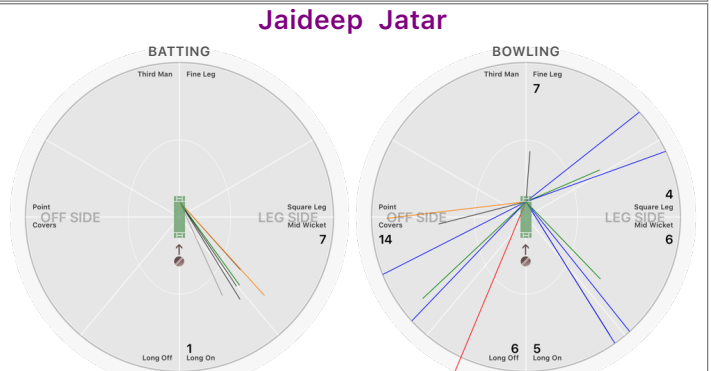 Jaideep Jatar
BATTING
Third Man
Fine Leg
Point
OFF SIDE
Covers
Square Leg
LEG SIDE
Mid Wicket
7
1
Long Off
Long On
BOWLING
Third Man
Fine Leg
7
Point
OFF SIDE
Covers
14
4
Square Leg
LEG SIDE
Mid Wicket
6
6
5
Long Off
Long On